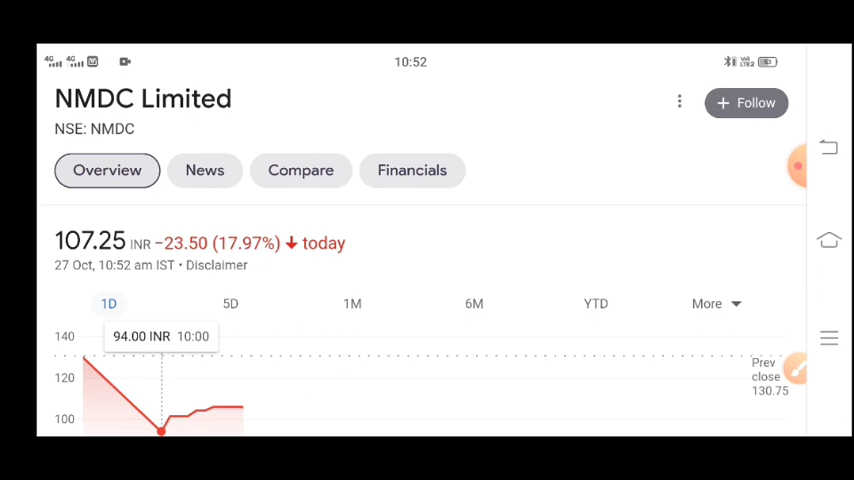 4G 4G 10:52 VoI LTE2
NMDC Limited
+ Follow
NSE: NMDC
Overview News Compare Financials
107.25 INR −23.50 (17.97%) ↓ today
27 Oct, 10:52 am IST • Disclaimer
1D 5D 1M 6M YTD More
140
94.00 INR 10:00
Prev
close
130.75
120
100